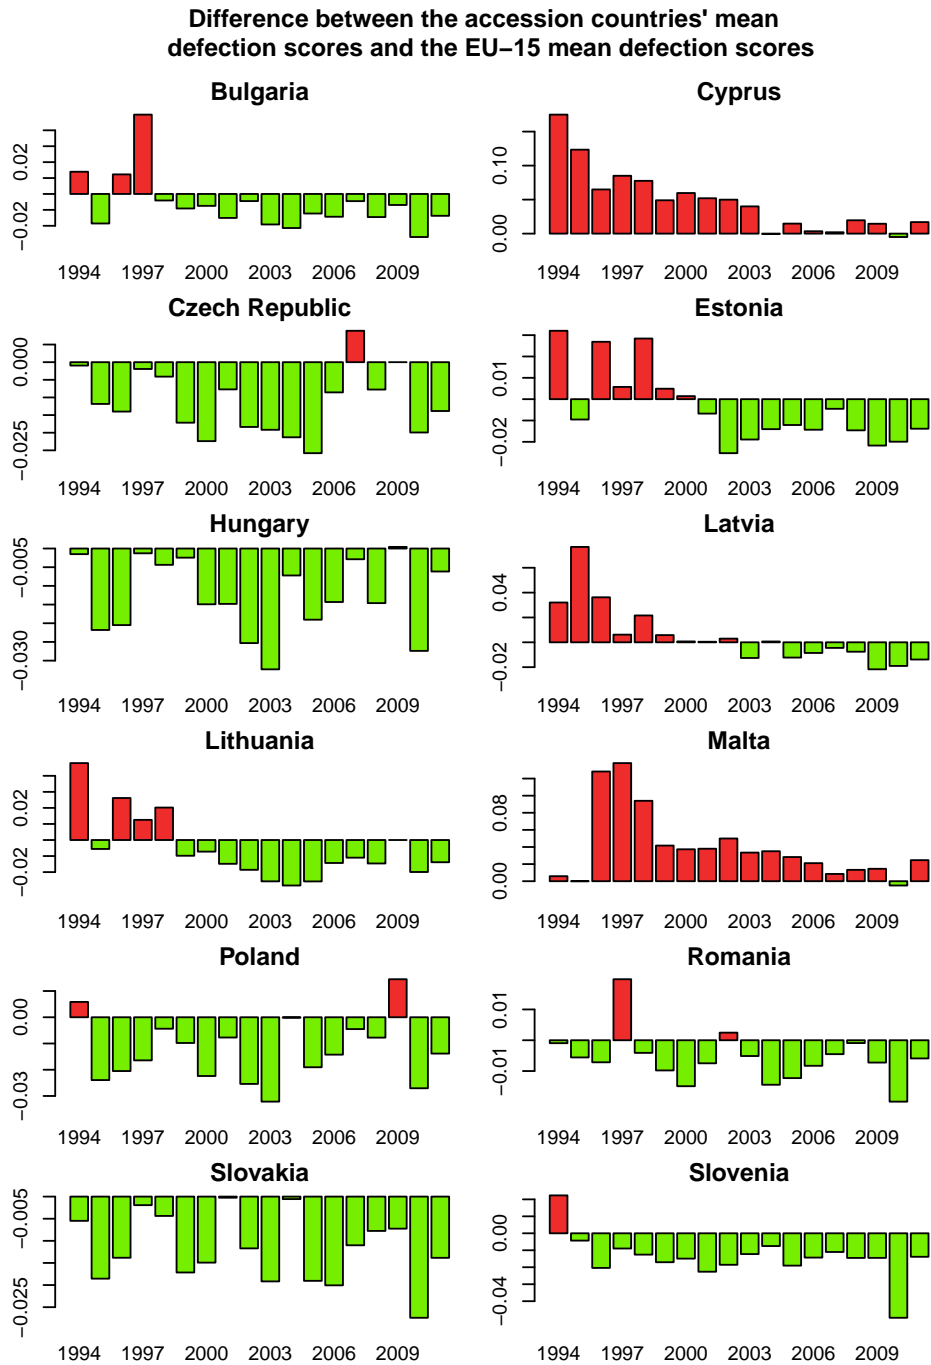 Difference between the accession countries' mean
defection scores and the EU−15 mean defection scores
Bulgaria
0.02
−0.02
1994 1997 2000 2003 2006 2009
Cyprus
0.10
0.00
1994 1997 2000 2003 2006 2009
Czech Republic
0.000
−0.025
1994 1997 2000 2003 2006 2009
Estonia
0.01
−0.02
1994 1997 2000 2003 2006 2009
Hungary
−0.005
−0.030
1994 1997 2000 2003 2006 2009
Latvia
0.04
−0.02
1994 1997 2000 2003 2006 2009
Lithuania
0.02
−0.02
1994 1997 2000 2003 2006 2009
Malta
0.08
0.00
1994 1997 2000 2003 2006 2009
Poland
0.00
−0.03
1994 1997 2000 2003 2006 2009
Romania
0.01
−0.01
1994 1997 2000 2003 2006 2009
Slovakia
−0.005
−0.025
1994 1997 2000 2003 2006 2009
Slovenia
0.00
−0.04
1994 1997 2000 2003 2006 2009